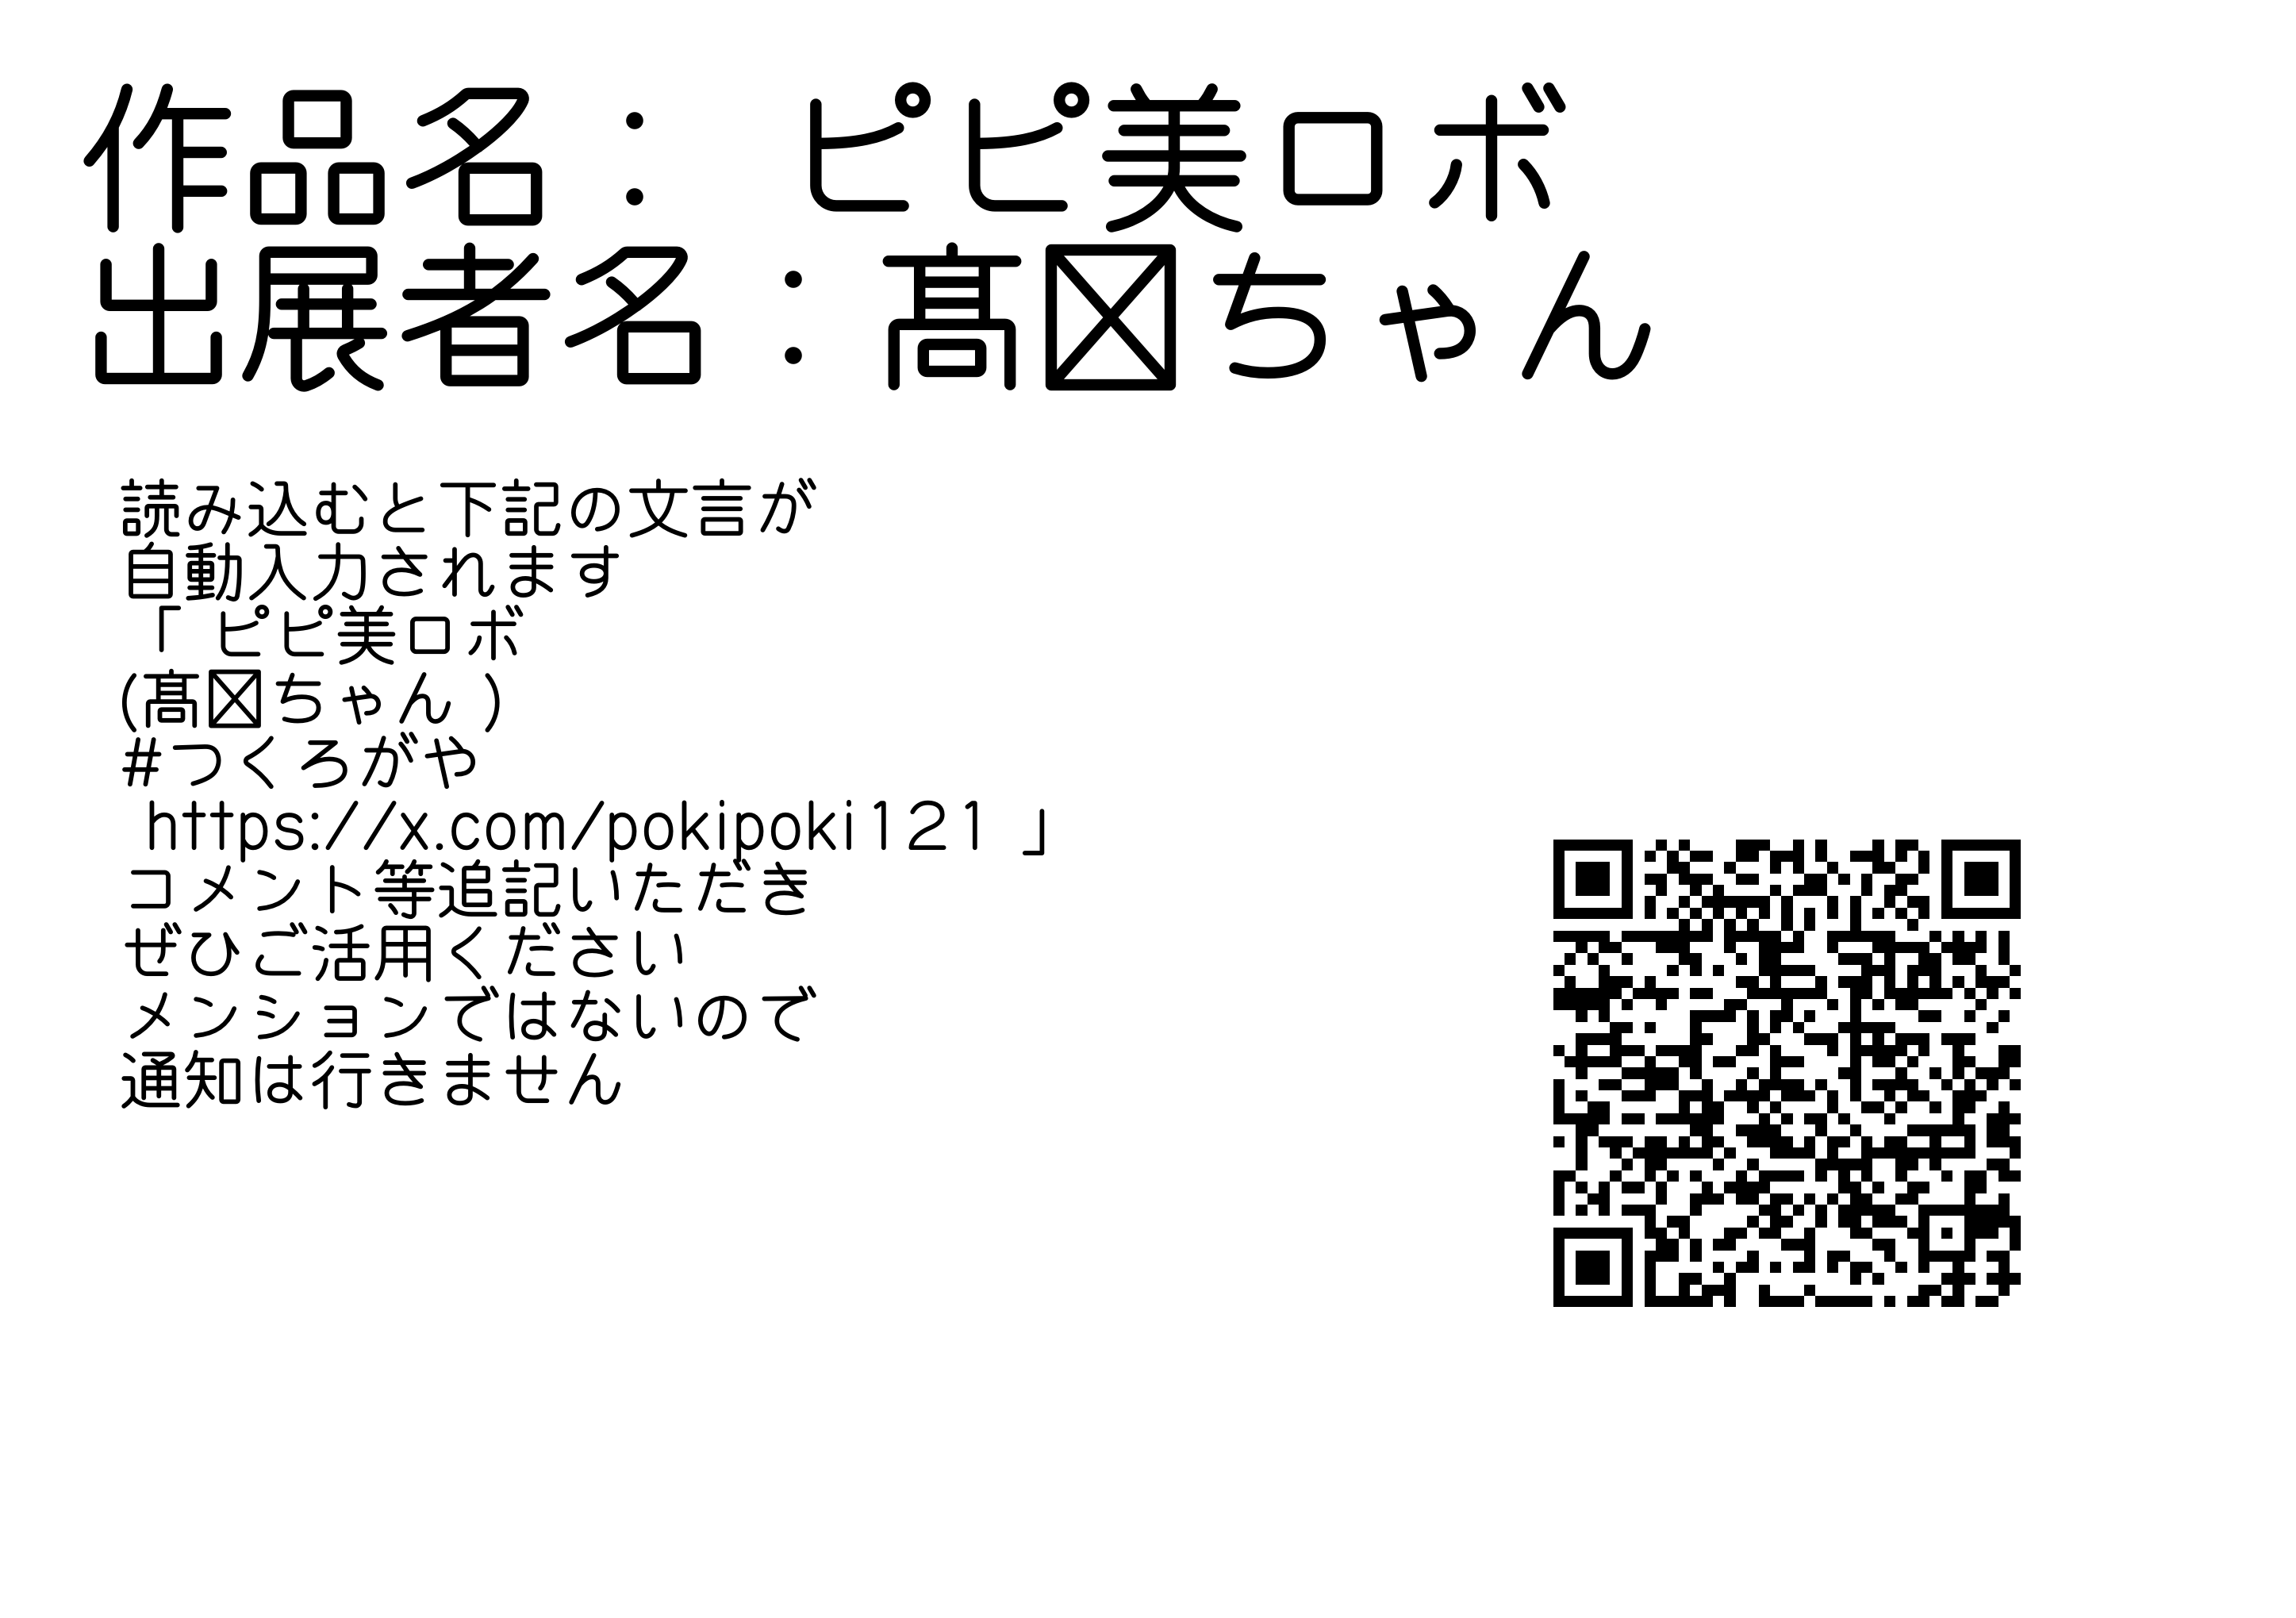 作品名： ピピ美ロボ
出展者名：髙☒ちゃん
読み込むと下記の文言が
自動入力されます
「ピピ美ロボ
(髙☒ちゃん)
#つくろがや
https://x.com/pokipoki121」
コメント等追記いただき
ぜひご活用ください
メンションではないので
通知は行きません